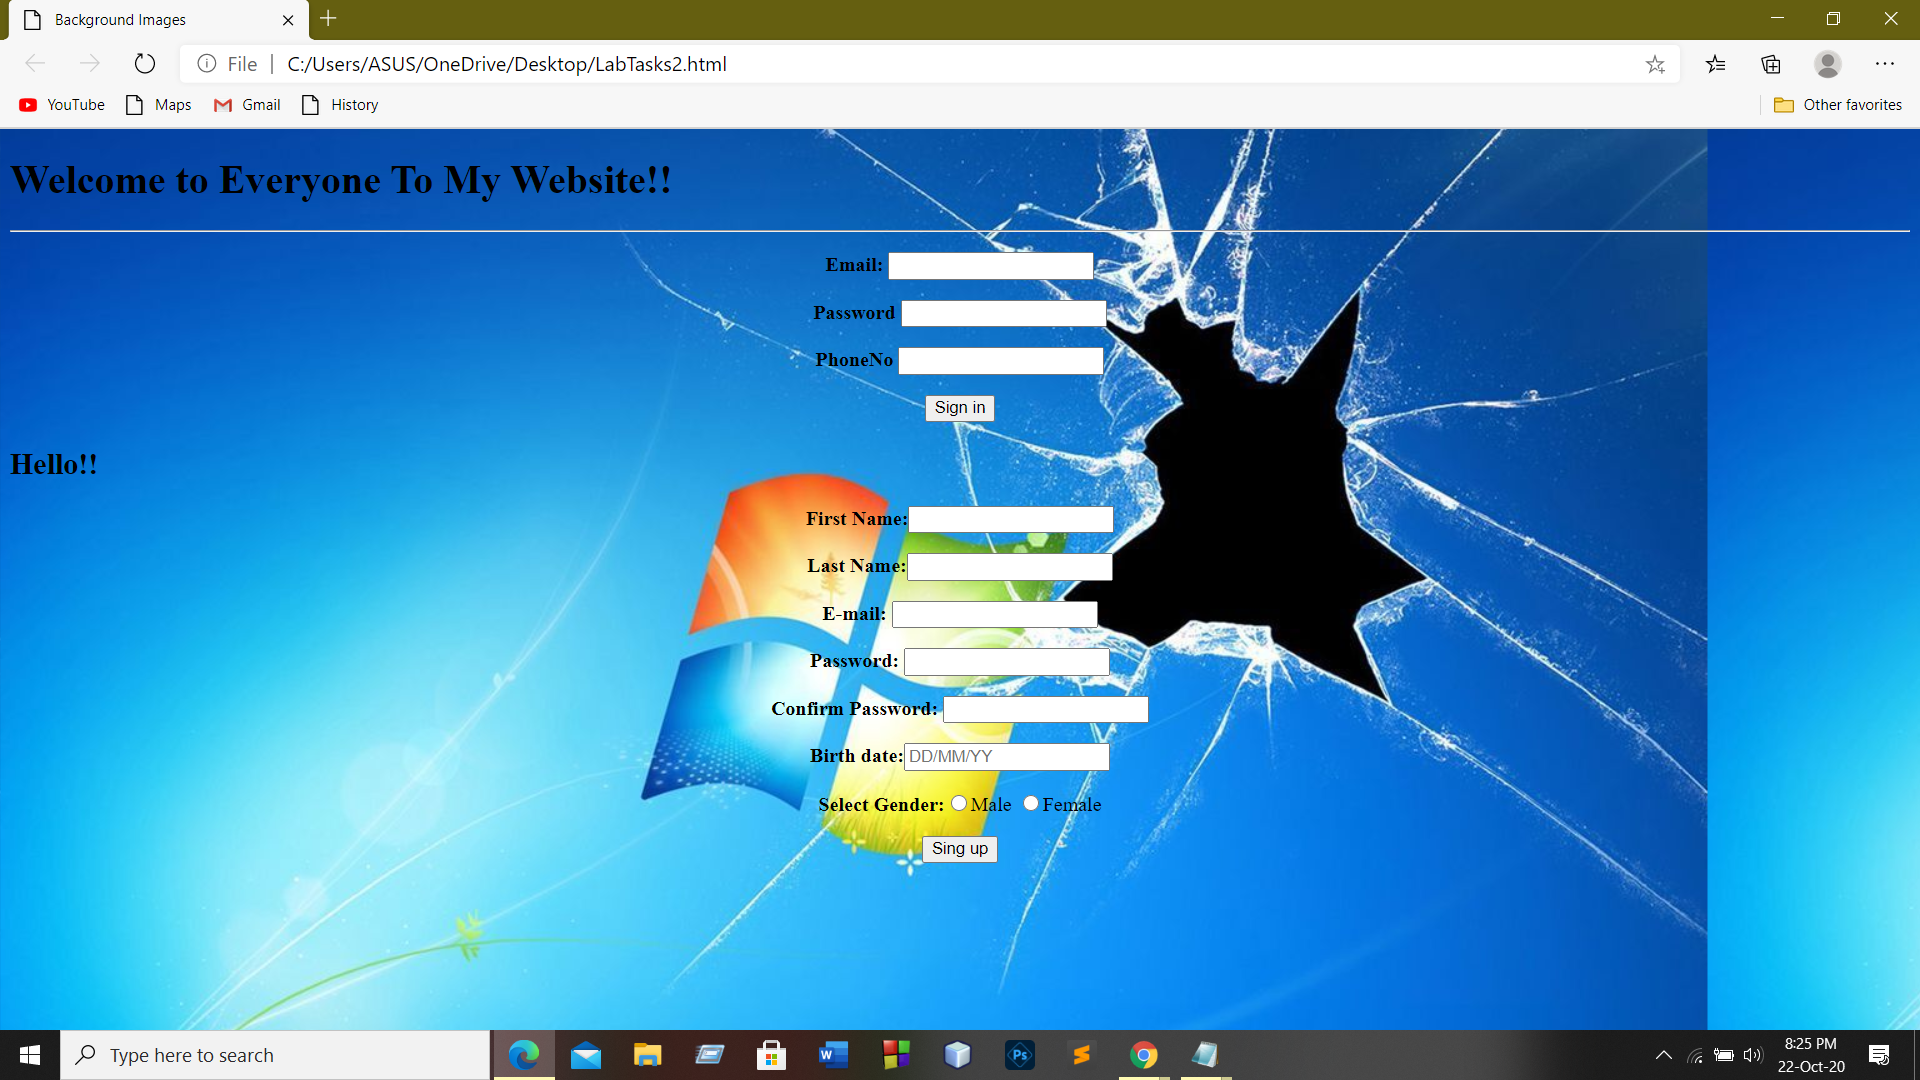 Background Images
File | C:/Users/ASUS/OneDrive/Desktop/LabTasks2.html
YouTube Maps Gmail History Other favorites
Welcome to Everyone To My Website!!
Email:
Password
PhoneNo
Sign in
Hello!!
First Name:
Last Name:
E-mail:
Password:
Confirm Password:
Birth date: DD/MM/YY
Select Gender: Male Female
Sing up
Type here to search
W
Ps
8:25 PM
22-Oct-20